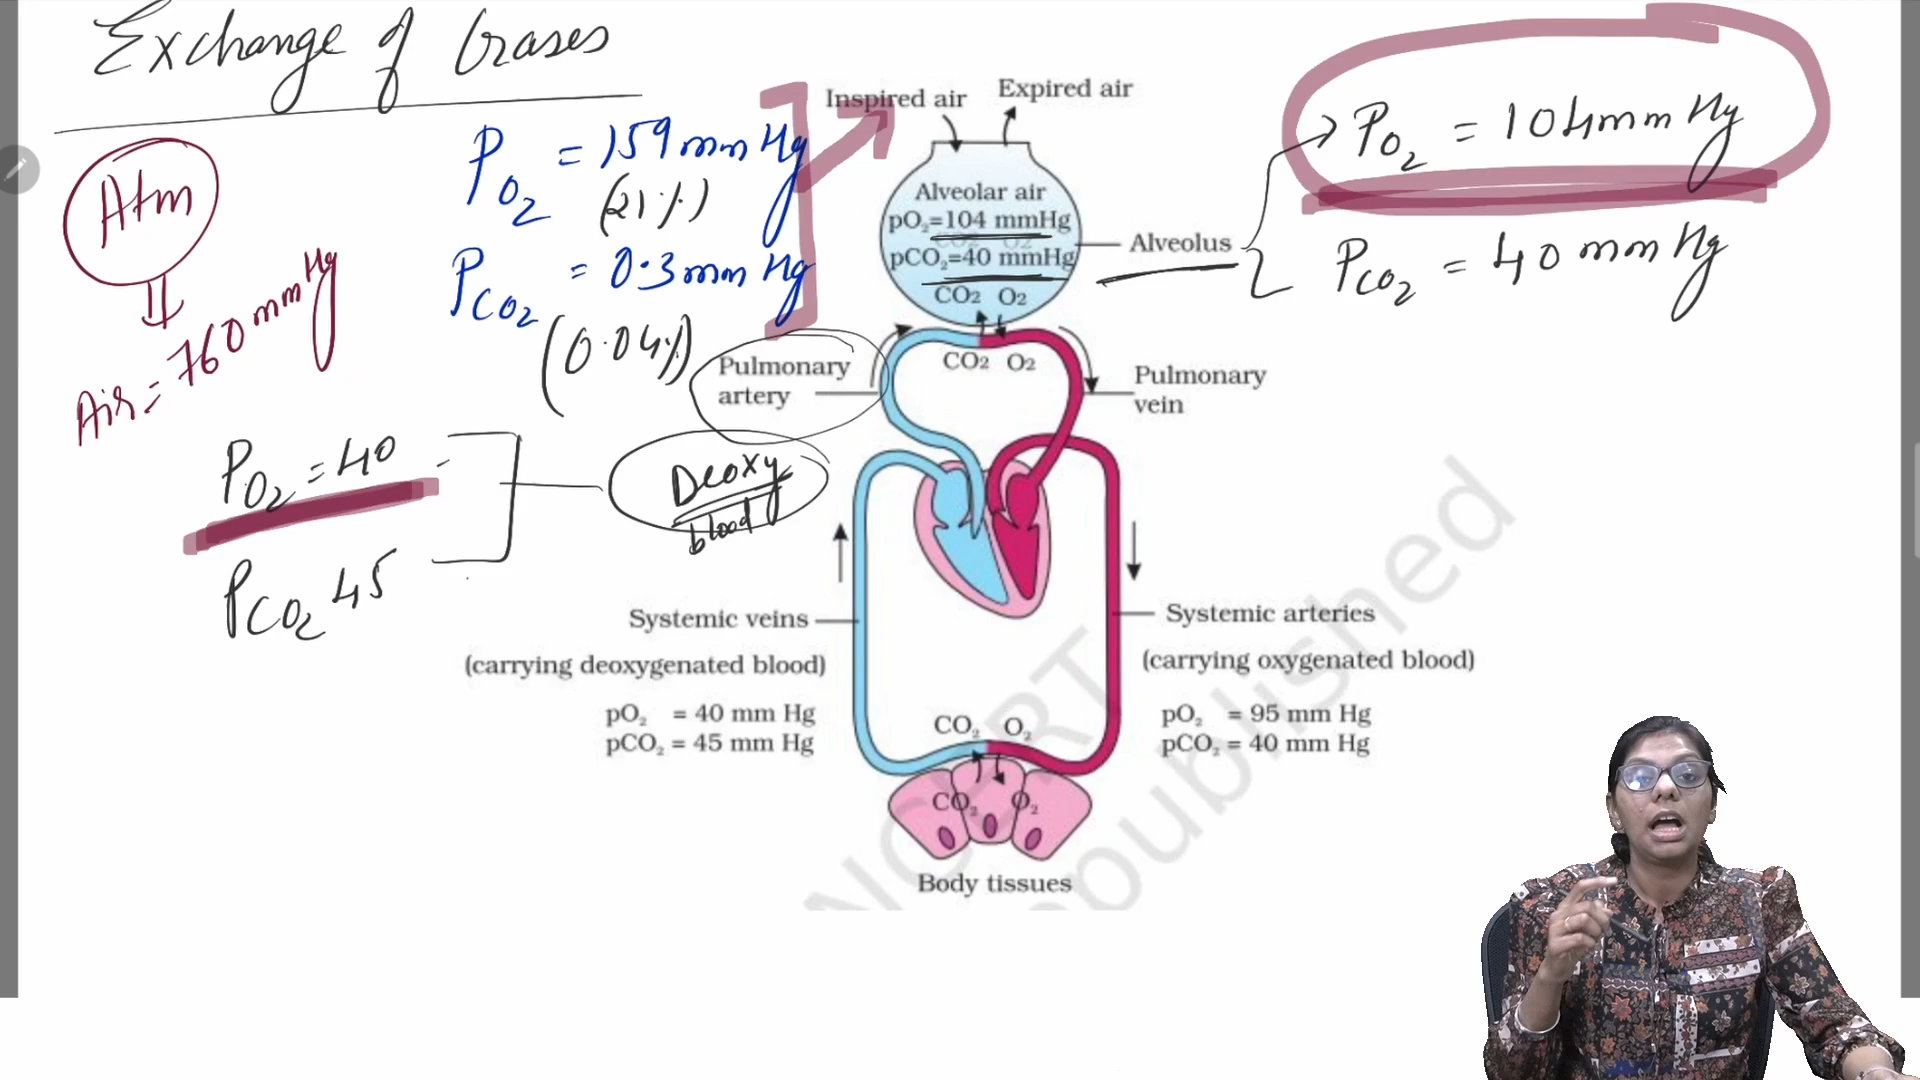 Exchange of Gases
Atm
Air = 760 mm Hg
PO2 = 159 mm Hg
(21%)
PCO2 = 0.3 mm Hg
(0.04%)
PO2 = 40
PCO2 45
Deoxy
blood
Inspired air
Expired air
Alveolar air
pO2=104 mmHg
pCO2=40 mmHg
CO2 O2
Alveolus
PO2 = 104 mm Hg
PCO2 = 40 mm Hg
Pulmonary
artery
CO2 O2
Pulmonary
vein
Systemic veins
(carrying deoxygenated blood)
pO2 = 40 mm Hg
pCO2 = 45 mm Hg
Systemic arteries
(carrying oxygenated blood)
pO2 = 95 mm Hg
pCO2 = 40 mm Hg
CO2 O2
CO2 O2
Body tissues
NCERT
published